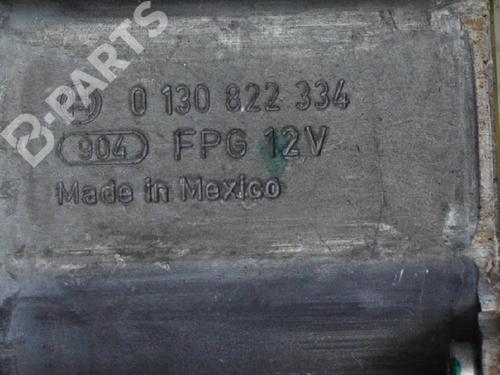 B-PARTS
0 130 822 334
904 FPG 12V
Made in Mexico